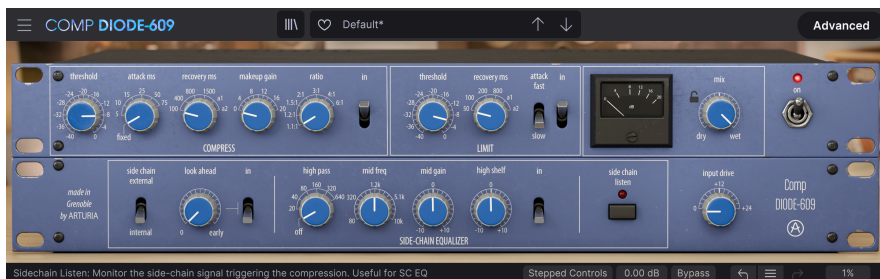 COMP DIODE-609
Default*
Advanced
threshold
attack ms
recovery ms
makeup gain
ratio
in
-40 -36 -32 -28 -24 -20 -16 -12 -8 -4 0
fixed 5 10 15 25 50 75
100 400 800 1500 a1 a2
0 4 8 12 16 20
1.1:1 1.2:1 1.5:1 2:1 3:1 4:1 6:1
COMPRESS
threshold
recovery ms
attack
fast
in
slow
-40 -36 -32 -28 -24 -20 -16 -12 -8 -4 0
50 100 200 800 a1 a2
LIMIT
dB
mix
dry
wet
on
made in
Grenoble
by ARTURIA
side chain
external
internal
look ahead
0
early
in
high pass
off 20 40 80 160 320 640
mid freq
80 320 1.2k 5.1k 10k
mid gain
-10 0 +10
high shelf
-10 0 +10
in
SIDE-CHAIN EQUALIZER
side chain
listen
input drive
0 +12 +24
Comp
DIODE-609
Sidechain Listen: Monitor the side-chain signal triggering the compression. Useful for SC EQ
Stepped Controls
0.00 dB
Bypass
1%